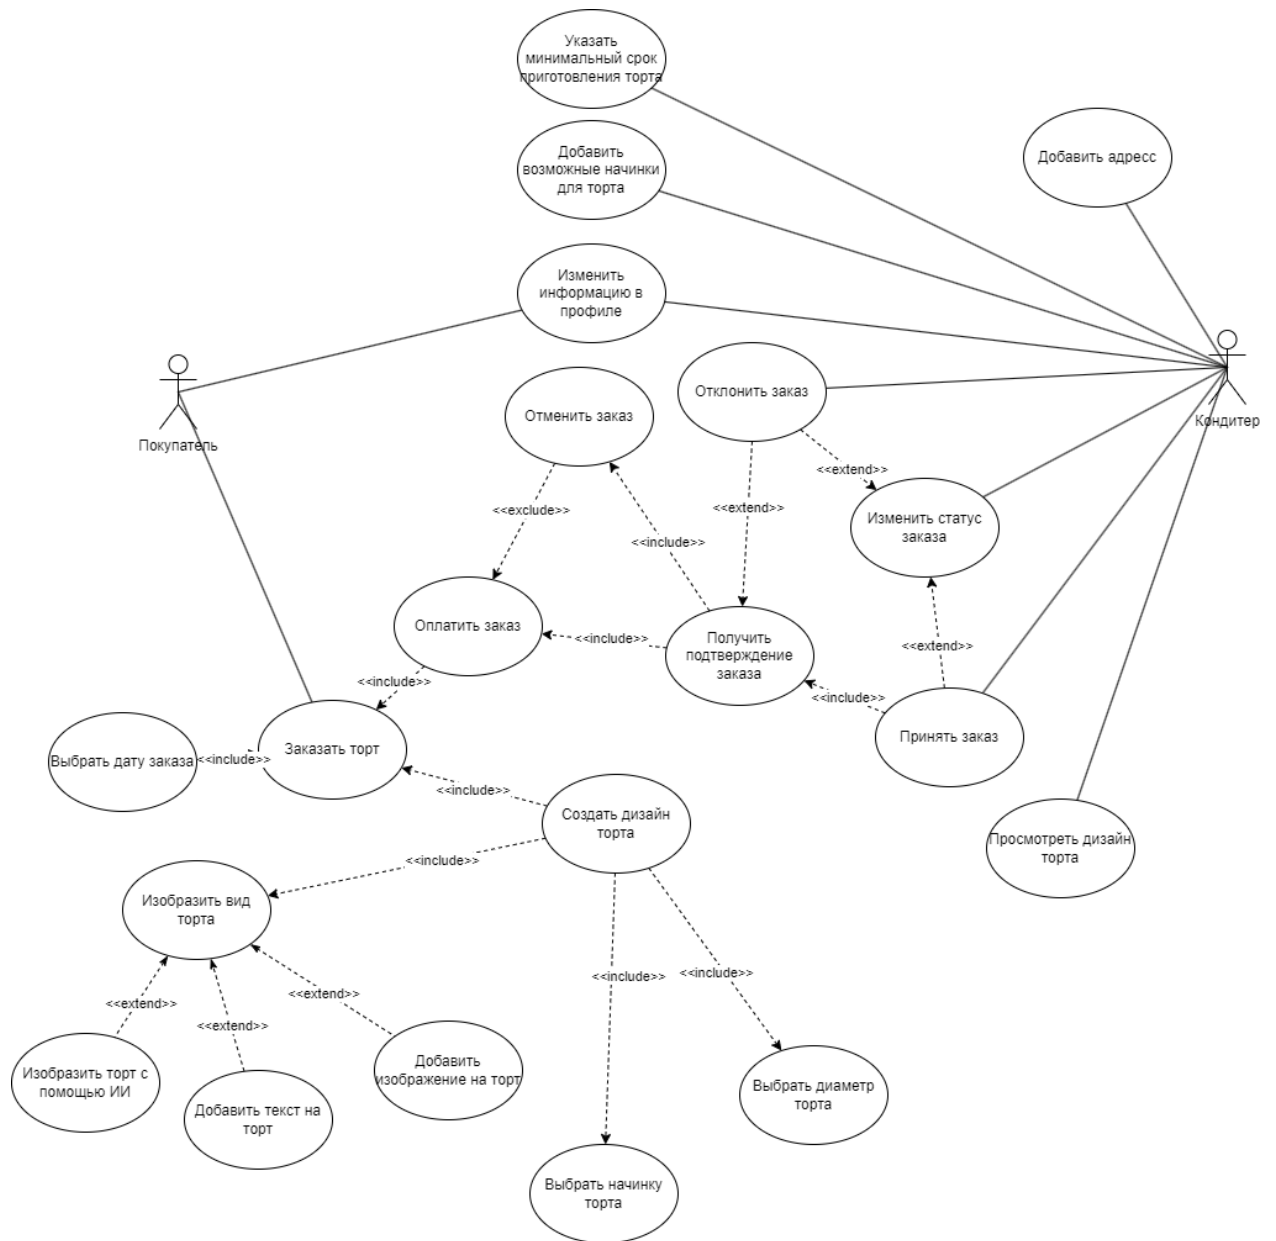 Указать
минимальный срок
приготовления торта
Добавить
возможные начинки
для торта
Добавить адресс
Изменить
информацию в
профиле
Покупатель
Кондитер
Отменить заказ
Отклонить заказ
<<extend>>
<<exclude>>
<<extend>>
<<include>>
Изменить статус
заказа
Оплатить заказ
<<include>>
Получить
подтверждение
заказа
<<extend>>
<<include>>
<<include>>
Выбрать дату заказа
<<include>>
Заказать торт
Принять заказ
<<include>>
Создать дизайн
торта
Просмотреть дизайн
торта
<<include>>
Изобразить вид
торта
<<extend>>
<<extend>>
<<extend>>
<<include>>
<<include>>
Изобразить торт с
помощью ИИ
Добавить текст на
торт
Добавить
изображение на торт
Выбрать диаметр
торта
Выбрать начинку
торта